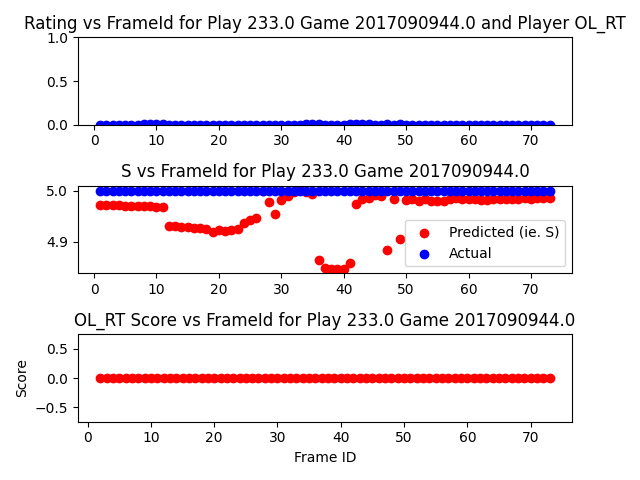 Rating vs FrameId for Play 233.0 Game 2017090944.0 and Player OL_RT
1.0
0.5
0.0
0 10 20 30 40 50 60 70
S vs FrameId for Play 233.0 Game 2017090944.0
5.0
4.9
Predicted (ie. S)
Actual
0 10 20 30 40 50 60 70
OL_RT Score vs FrameId for Play 233.0 Game 2017090944.0
Score
0.5
0.0
−0.5
0 10 20 30 40 50 60 70
Frame ID